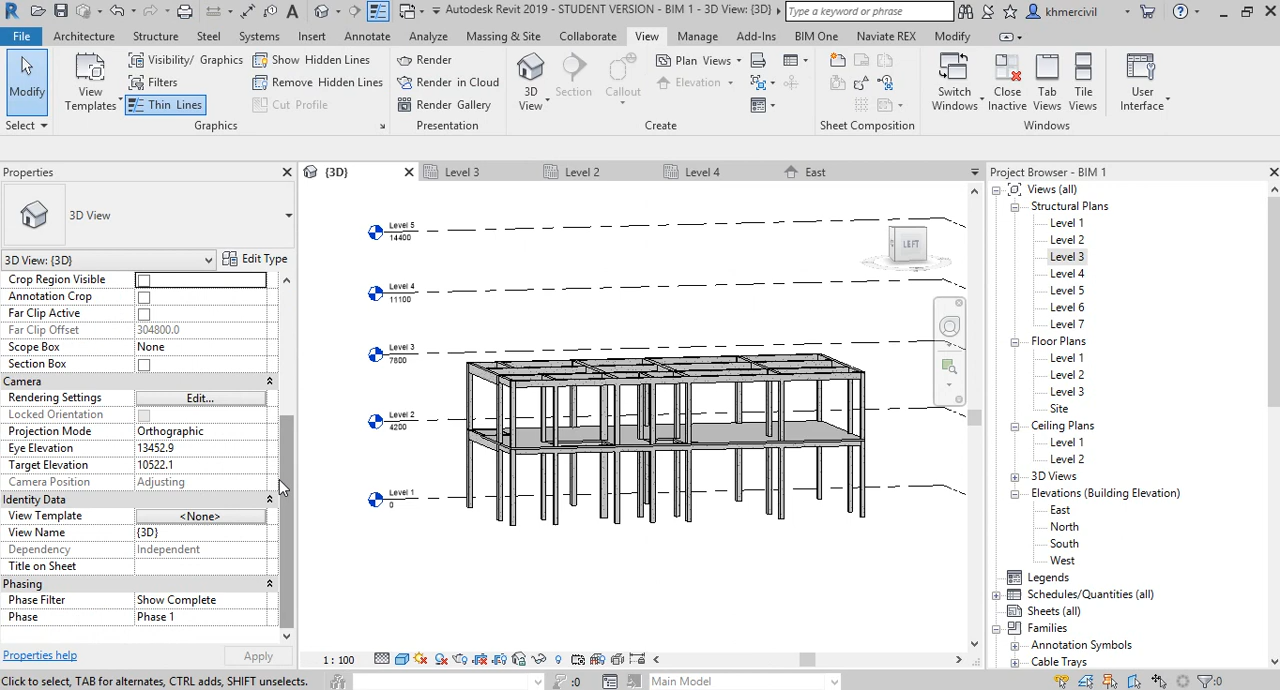 Autodesk Revit 2019 - STUDENT VERSION - BIM 1 - 3D View: {3D}
Type a keyword or phrase
khmercivil
File Architecture Structure Steel Systems Insert Annotate Analyze Massing & Site Collaborate View Manage Add-Ins BIM One Naviate REX Modify
Modify
View Templates
Visibility/ Graphics
Filters
Thin Lines
Show Hidden Lines
Remove Hidden Lines
Cut Profile
Render
Render in Cloud
Render Gallery
3D View
Section
Callout
Plan Views
Elevation
Switch Windows
Close Inactive
Tab Views
Tile Views
User Interface
Select
Graphics
Presentation
Create
Sheet Composition
Windows
Properties
3D View
3D View: {3D}
Edit Type
Crop Region Visible
Annotation Crop
Far Clip Active
Far Clip Offset 304800.0
Scope Box None
Section Box
Camera
Rendering Settings Edit...
Locked Orientation
Projection Mode Orthographic
Eye Elevation 13452.9
Target Elevation 10522.1
Camera Position Adjusting
Identity Data
View Template <None>
View Name {3D}
Dependency Independent
Title on Sheet
Phasing
Phase Filter Show Complete
Phase Phase 1
Properties help
Apply
{3D}
Level 3
Level 2
Level 4
East
Level 5
14400
Level 4
11100
Level 3
7800
Level 2
4200
Level 1
0
LEFT
1 : 100
Project Browser - BIM 1
Views (all)
Structural Plans
Level 1
Level 2
Level 3
Level 4
Level 5
Level 6
Level 7
Floor Plans
Level 1
Level 2
Level 3
Site
Ceiling Plans
Level 1
Level 2
3D Views
Elevations (Building Elevation)
East
North
South
West
Legends
Schedules/Quantities (all)
Sheets (all)
Families
Annotation Symbols
Cable Trays
Click to select, TAB for alternates, CTRL adds, SHIFT unselects.
:0
Main Model
:0